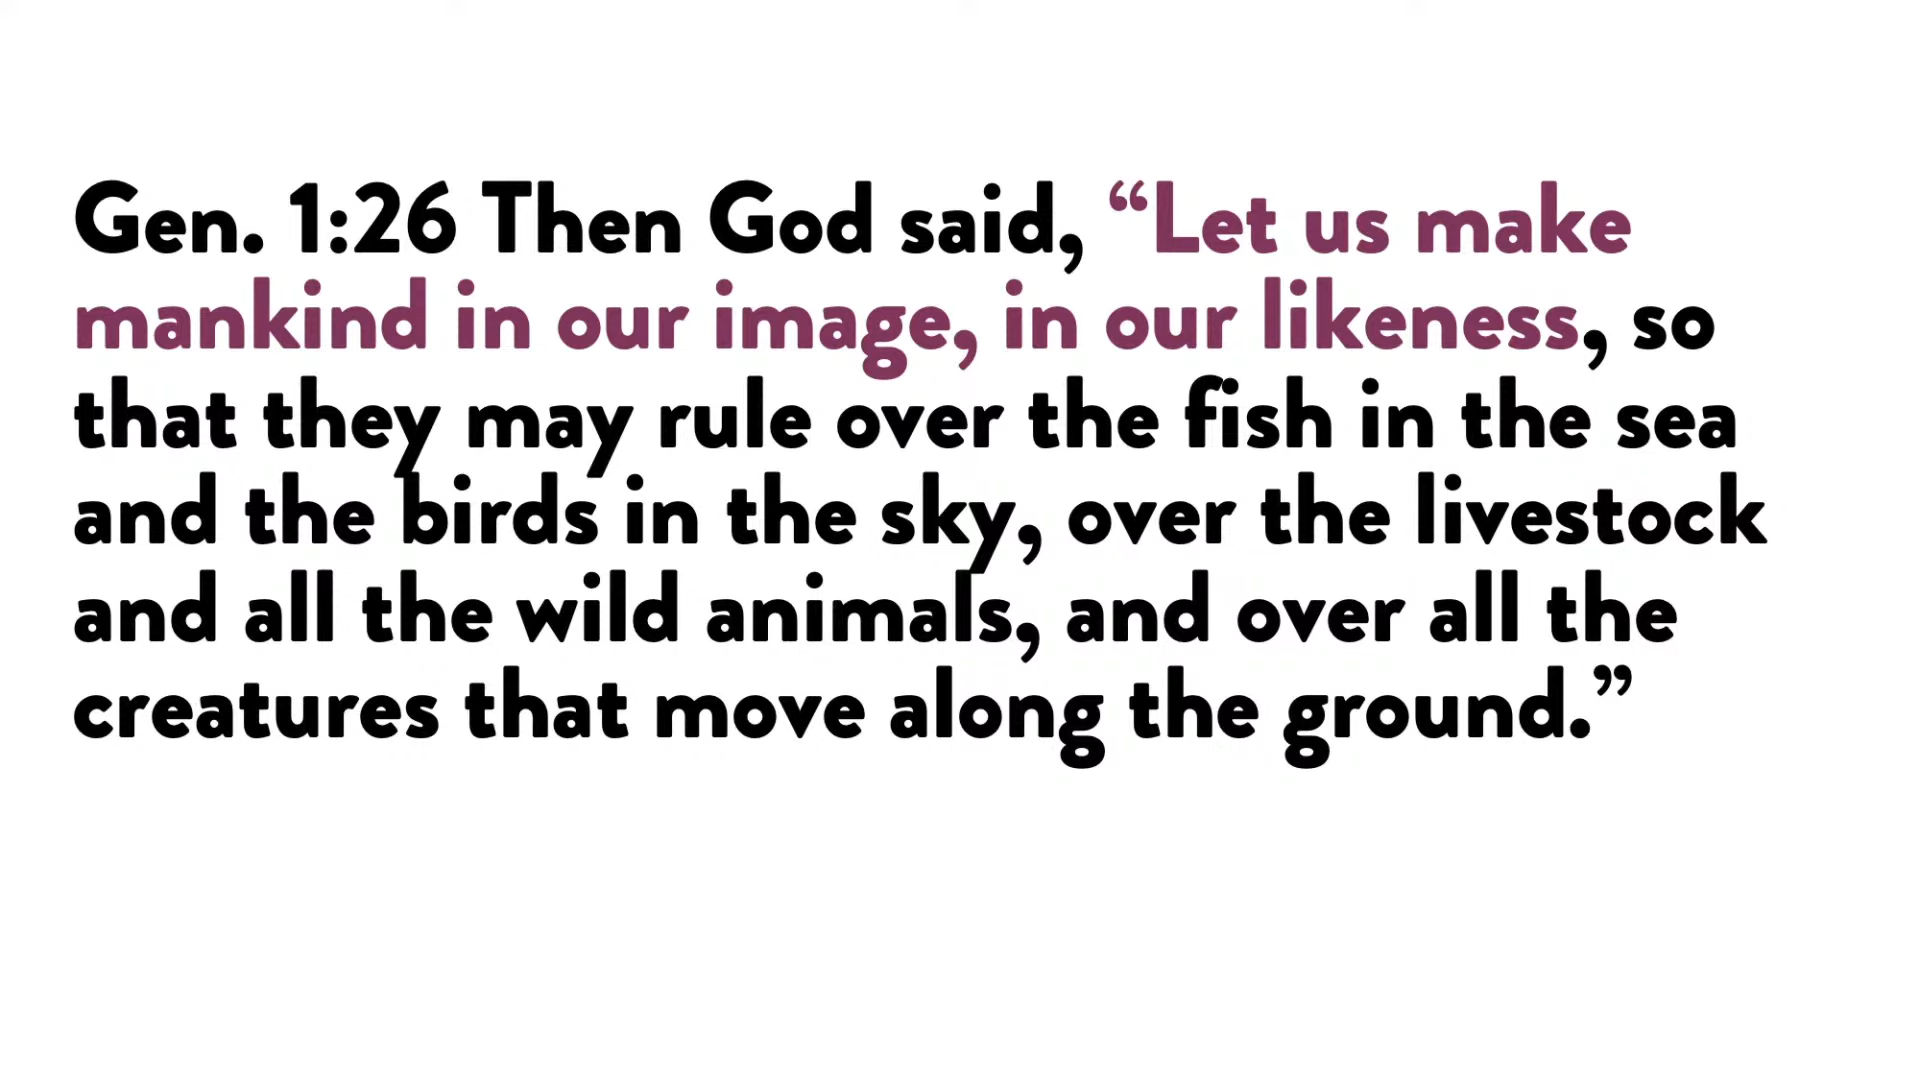 Gen. 1:26 Then God said, “Let us make
mankind in our image, in our likeness, so
that they may rule over the fish in the sea
and the birds in the sky, over the livestock
and all the wild animals, and over all the
creatures that move along the ground.”